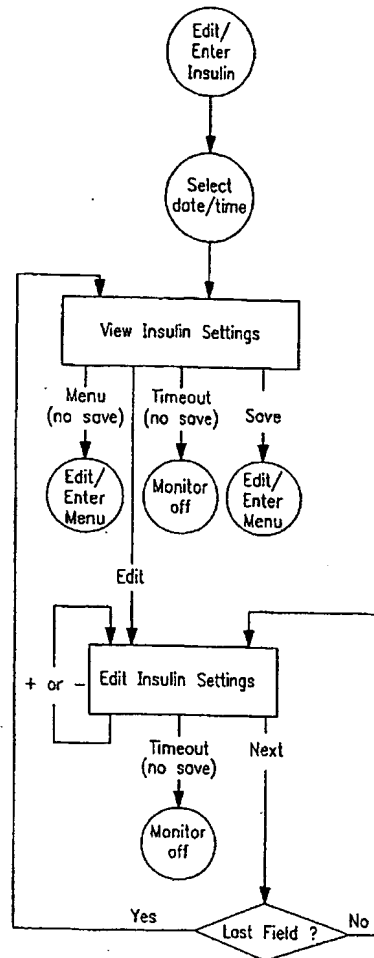 Edit/
Enter
Insulin
Select
date/time
View Insulin Settings
Menu
(no save)
Timeout
(no save)
Save
Edit/
Enter
Menu
Monitor
off
Edit/
Enter
Menu
Edit
+ or -
Edit Insulin Settings
Timeout
(no save)
Next
Monitor
off
Yes
Last Field ?
No